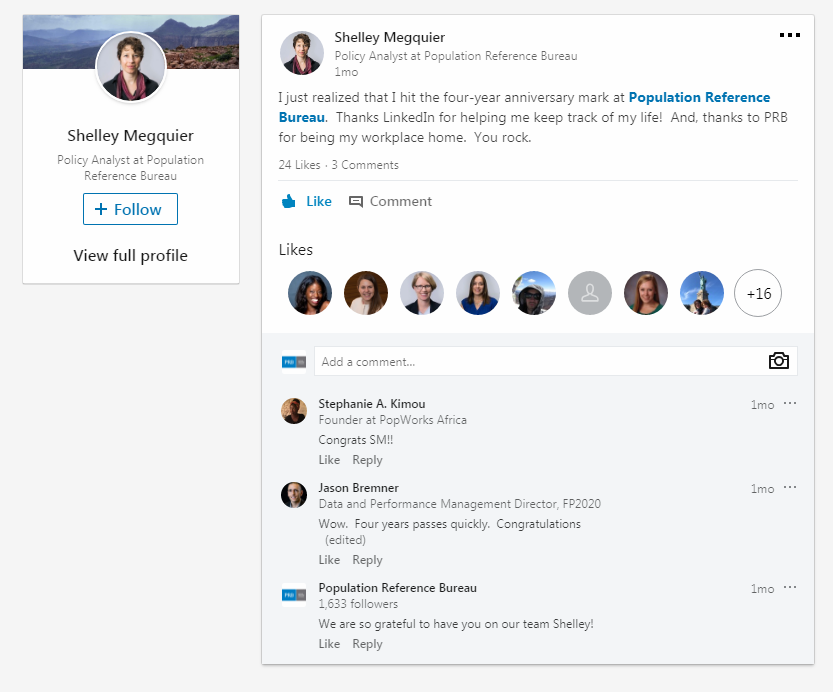 Shelley Megquier
Policy Analyst at Population
Reference Bureau
+ Follow
View full profile
Shelley Megquier
Policy Analyst at Population Reference Bureau
1mo
I just realized that I hit the four-year anniversary mark at Population Reference
Bureau.  Thanks LinkedIn for helping me keep track of my life!  And, thanks to PRB
for being my workplace home.  You rock.
24 Likes · 3 Comments
Like Comment
Likes
+16
PRB
Add a comment...
Stephanie A. Kimou 1mo
Founder at PopWorks Africa
Congrats SM!!
Like Reply
Jason Bremner 1mo
Data and Performance Management Director, FP2020
Wow.  Four years passes quickly.  Congratulations
(edited)
Like Reply
PRB
Population Reference Bureau 1mo
1,633 followers
We are so grateful to have you on our team Shelley!
Like Reply